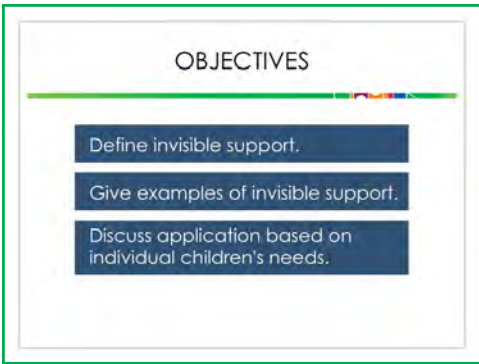 OBJECTIVES
Define invisible support.
Give examples of invisible support.
Discuss application based on
individual children's needs.